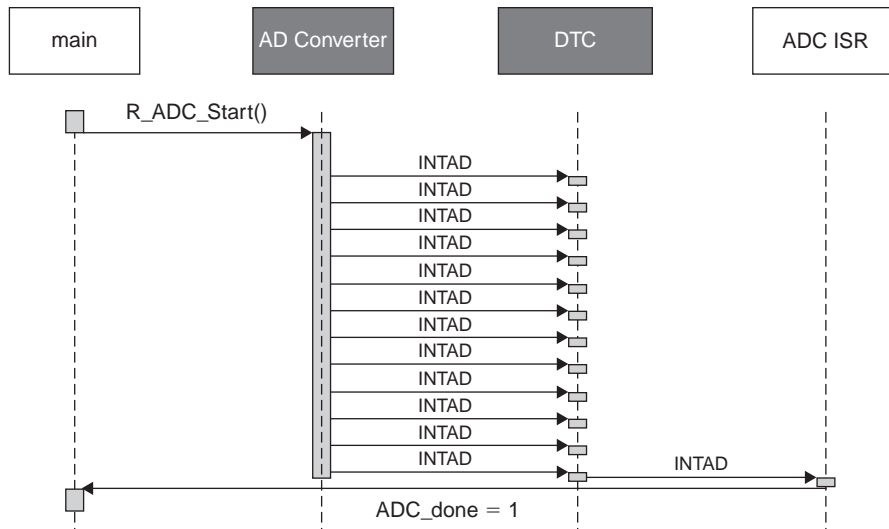 main
AD Converter
DTC
ADC ISR
R_ADC_Start()
INTAD
INTAD
INTAD
INTAD
INTAD
INTAD
INTAD
INTAD
INTAD
INTAD
INTAD
INTAD
INTAD
ADC_done = 1